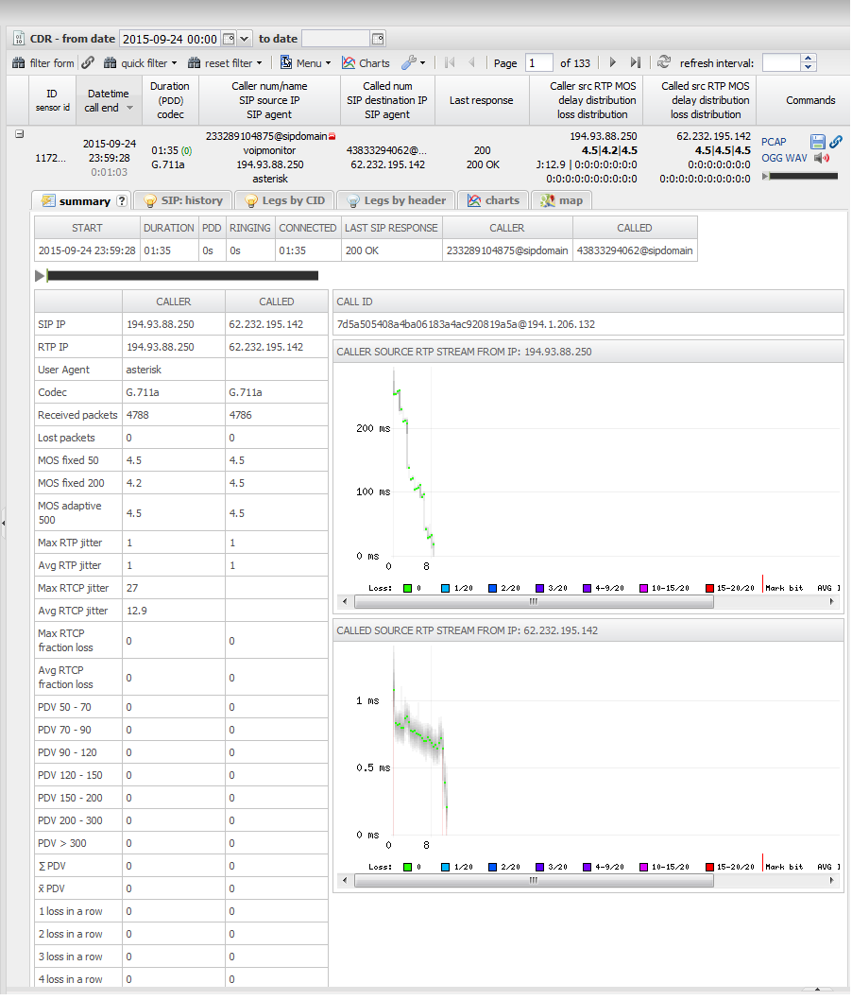 CDR - from date 2015-09-24 00:00 to date
filter form quick filter reset filter Menu Charts Page 1 of 133 refresh interval:
ID
sensor id
Datetime
call end
Duration
(PDD)
codec
Caller num/name
SIP source IP
SIP agent
Called num
SIP destination IP
SIP agent
Last response
Caller src RTP MOS
delay distribution
loss distribution
Called src RTP MOS
delay distribution
loss distribution
Commands
1172...
2015-09-24
23:59:28
0:01:03
01:35 (0)
G.711a
233289104875@sipdomain
voipmonitor
194.93.88.250
asterisk
43833294062@...
62.232.195.142
200
200 OK
194.93.88.250
4.5|4.2|4.5
J:12.9 | 0:0:0:0:0:0:0
0:0:0:0:0:0:0:0:0:0
62.232.195.142
4.5|4.5|4.5
0:0:0:0:0:0:0
0:0:0:0:0:0:0:0:0:0
PCAP
OGG WAV
summary ? SIP: history Legs by CID Legs by header charts map
START DURATION PDD RINGING CONNECTED LAST SIP RESPONSE CALLER CALLED
2015-09-24 23:59:28 01:35 0s 0s 01:35 200 OK 233289104875@sipdomain 43833294062@sipdomain
CALLER CALLED
SIP IP 194.93.88.250 62.232.195.142
RTP IP 194.93.88.250 62.232.195.142
User Agent asterisk
Codec G.711a G.711a
Received packets 4788 4786
Lost packets 0 0
MOS fixed 50 4.5 4.5
MOS fixed 200 4.2 4.5
MOS adaptive
500 4.5 4.5
Max RTP jitter 1 1
Avg RTP jitter 1 1
Max RTCP jitter 27
Avg RTCP jitter 12.9
Max RTCP
fraction loss 0 0
Avg RTCP
fraction loss 0 0
PDV 50 - 70 0 0
PDV 70 - 90 0 0
PDV 90 - 120 0 0
PDV 120 - 150 0 0
PDV 150 - 200 0 0
PDV 200 - 300 0 0
PDV > 300 0 0
∑ PDV 0 0
x̄ PDV 0 0
1 loss in a row 0 0
2 loss in a row 0 0
3 loss in a row 0 0
4 loss in a row 0 0
CALL ID
7d5a505408a4ba06183a4ac920819a5a@194.1.206.132
CALLER SOURCE RTP STREAM FROM IP: 194.93.88.250
200 ms
100 ms
0 ms
0 8
Loss: 0 1/20 2/20 3/20 4-9/20 10-15/20 15-20/20 Mark bit AVG
CALLED SOURCE RTP STREAM FROM IP: 62.232.195.142
1 ms
0.5 ms
0 ms
0 8
Loss: 0 1/20 2/20 3/20 4-9/20 10-15/20 15-20/20 Mark bit AVG